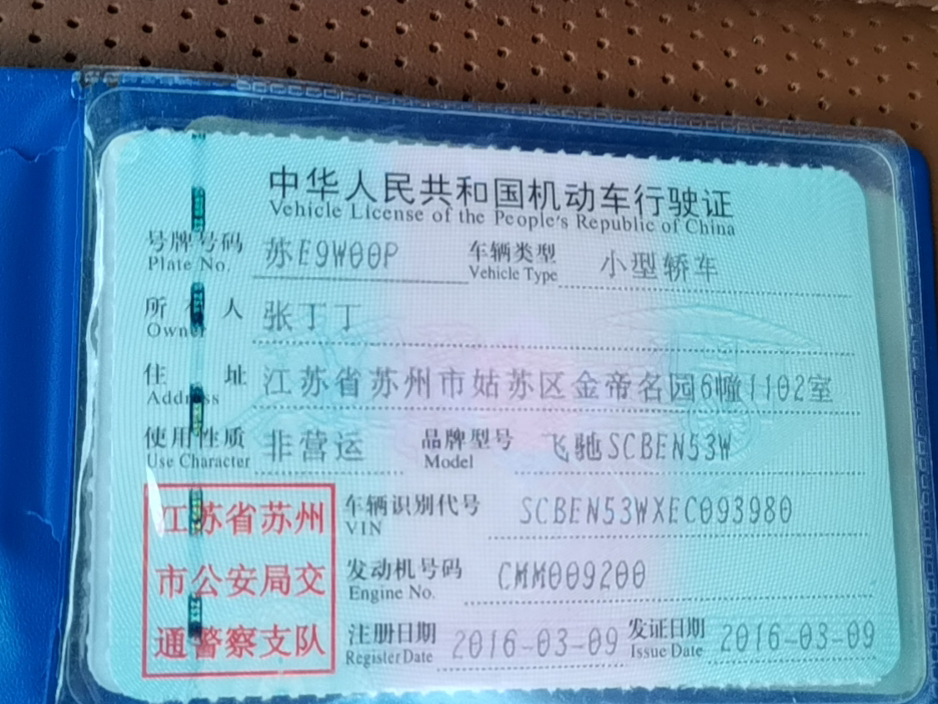 中华人民共和国机动车行驶证
Vehicle License of the People's Republic of China
号牌号码 苏E9W00P 车辆类型 小型轿车
Plate No. Vehicle Type
所有人 张丁丁
Owner
住址 江苏省苏州市姑苏区金帝名园6幢1102室
Address
使用性质 非营运 品牌型号 飞驰SCBEN53W
Use Character Model
江苏省苏州 车辆识别代号 SCBEN53WXEC093980
VIN
市公安局交 发动机号码 CMM009200
Engine No.
通警察支队 注册日期 2016-03-09 发证日期 2016-03-09
Register Date Issue Date